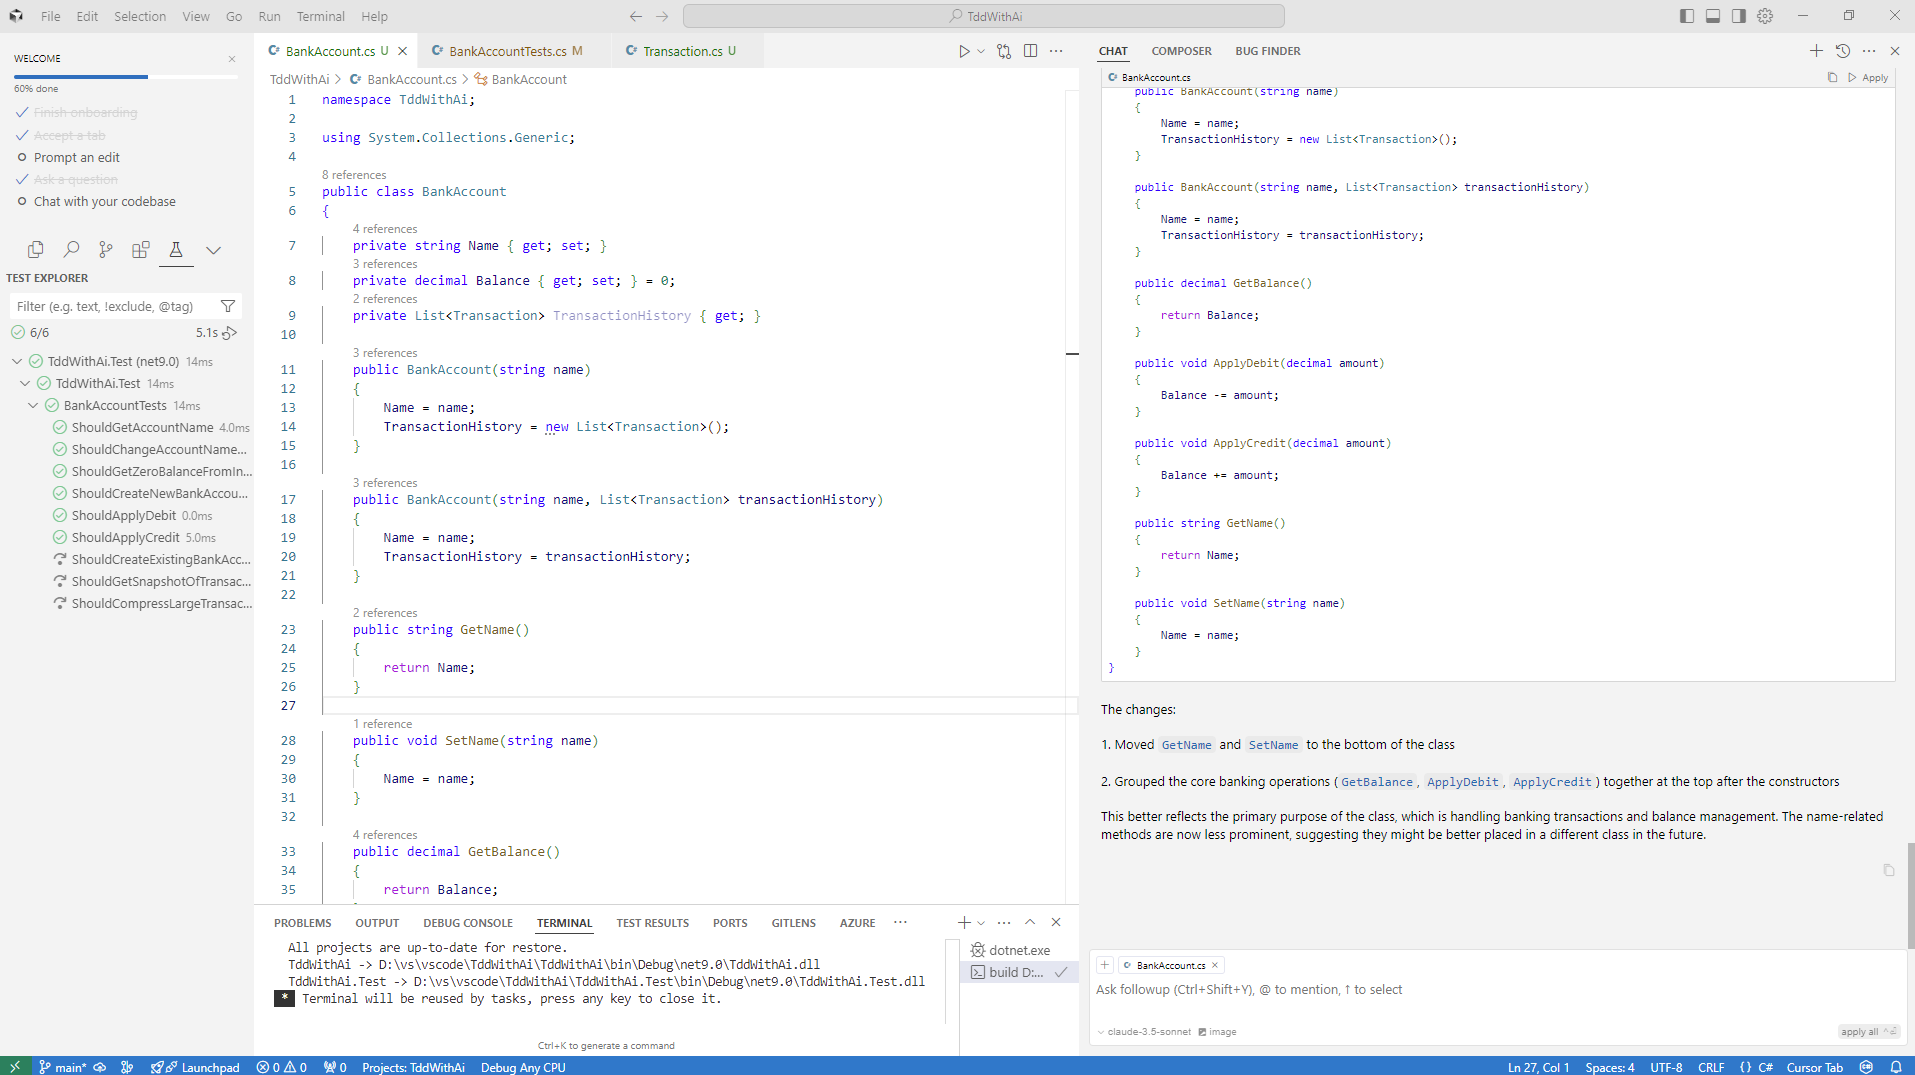 File Edit Selection View Go Run Terminal Help
TddWithAi
WELCOME
60% done
Finish onboarding
Accept a tab
Prompt an edit
Ask a question
Chat with your codebase
TEST EXPLORER
Filter (e.g. text, !exclude, @tag)
6/6 5.1s
TddWithAi.Test (net9.0) 14ms
TddWithAi.Test 14ms
BankAccountTests 14ms
ShouldGetAccountName 4.0ms
ShouldChangeAccountName...
ShouldGetZeroBalanceFromIn...
ShouldCreateNewBankAccou...
ShouldApplyDebit 0.0ms
ShouldApplyCredit 5.0ms
ShouldCreateExistingBankAcc...
ShouldGetSnapshotOfTransac...
ShouldCompressLargeTransac...
BankAccount.cs U BankAccountTests.cs M Transaction.cs U
TddWithAi > BankAccount.cs > BankAccount
1 namespace TddWithAi;
2
3 using System.Collections.Generic;
4
8 references
5 public class BankAccount
6 {
4 references
7 private string Name { get; set; }
3 references
8 private decimal Balance { get; set; } = 0;
2 references
9 private List<Transaction> TransactionHistory { get; }
10
3 references
11 public BankAccount(string name)
12 {
13 Name = name;
14 TransactionHistory = new List<Transaction>();
15 }
16
3 references
17 public BankAccount(string name, List<Transaction> transactionHistory)
18 {
19 Name = name;
20 TransactionHistory = transactionHistory;
21 }
22
2 references
23 public string GetName()
24 {
25 return Name;
26 }
27
1 reference
28 public void SetName(string name)
29 {
30 Name = name;
31 }
32
4 references
33 public decimal GetBalance()
34 {
35 return Balance;
PROBLEMS OUTPUT DEBUG CONSOLE TERMINAL TEST RESULTS PORTS GITLENS AZURE ...
All projects are up-to-date for restore.
TddWithAi -> D:\vs\vscode\TddWithAi\TddWithAi\bin\Debug\net9.0\TddWithAi.dll
TddWithAi.Test -> D:\vs\vscode\TddWithAi\TddWithAi.Test\bin\Debug\net9.0\TddWithAi.Test.dll
* Terminal will be reused by tasks, press any key to close it.
dotnet.exe
build D:...
Ctrl+K to generate a command
CHAT COMPOSER BUG FINDER
BankAccount.cs Apply
public BankAccount(string name)
{
Name = name;
TransactionHistory = new List<Transaction>();
}
public BankAccount(string name, List<Transaction> transactionHistory)
{
Name = name;
TransactionHistory = transactionHistory;
}
public decimal GetBalance()
{
return Balance;
}
public void ApplyDebit(decimal amount)
{
Balance -= amount;
}
public void ApplyCredit(decimal amount)
{
Balance += amount;
}
public string GetName()
{
return Name;
}
public void SetName(string name)
{
Name = name;
}
}
The changes:
1. Moved GetName and SetName to the bottom of the class
2. Grouped the core banking operations ( GetBalance, ApplyDebit, ApplyCredit ) together at the top after the constructors
This better reflects the primary purpose of the class, which is handling banking transactions and balance management. The name-related
methods are now less prominent, suggesting they might be better placed in a different class in the future.
+ BankAccount.cs ×
Ask followup (Ctrl+Shift+Y), @ to mention, ↑ to select
claude-3.5-sonnet image apply all
main* Launchpad 0 0 0 Projects: TddWithAi Debug Any CPU Ln 27, Col 1 Spaces: 4 UTF-8 CRLF {} C# Cursor Tab